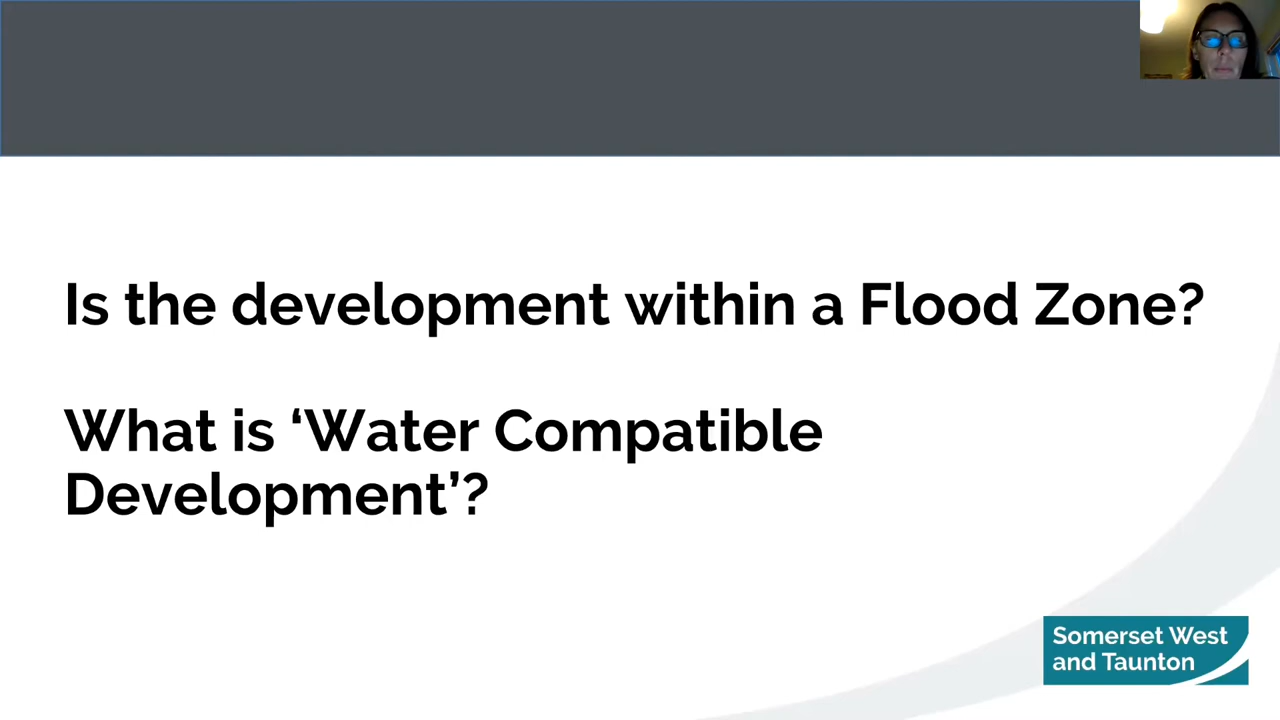 Is the development within a Flood Zone?
What is ‘Water Compatible
Development’?
Somerset West
and Taunton